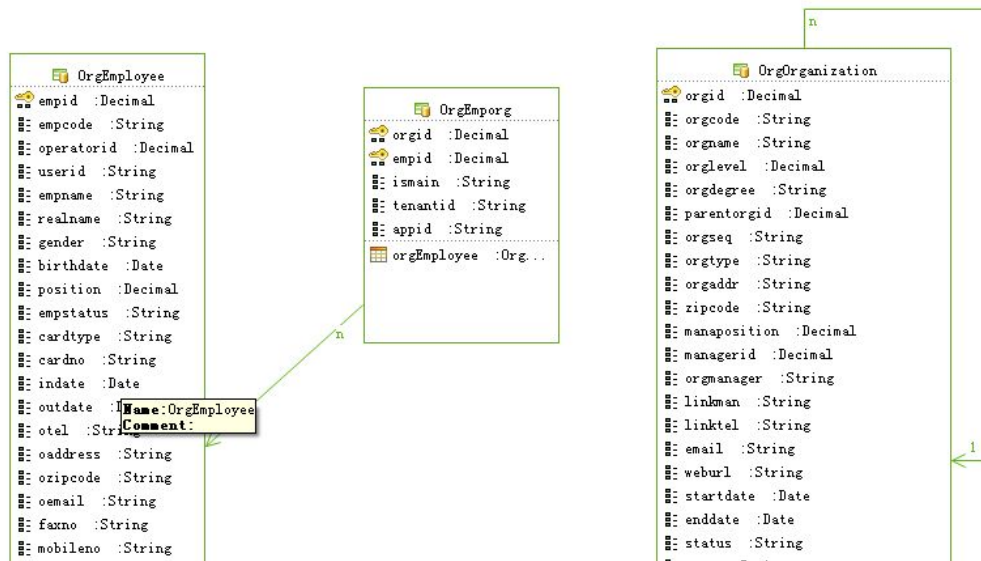 OrgEmployee
empid :Decimal
empcode :String
operatorid :Decimal
userid :String
empname :String
realname :String
gender :String
birthdate :Date
position :Decimal
empstatus :String
cardtype :String
cardno :String
indate :Date
outdate
otel
oaddress :String
ozipcode :String
oemail :String
faxno :String
mobileno :String
Name:OrgEmployee
Comment:
n
OrgEmporg
orgid :Decimal
empid :Decimal
ismain :String
tenantid :String
appid :String
orgEmployee :Org...
n
OrgOrganization
orgid :Decimal
orgcode :String
orgname :String
orglevel :Decimal
orgdegree :String
parentorgid :Decimal
orgseq :String
orgtype :String
orgaddr :String
zipcode :String
manaposition :Decimal
managerid :Decimal
orgmanager :String
linkman :String
linktel :String
email :String
weburl :String
startdate :Date
enddate :Date
status :String
1